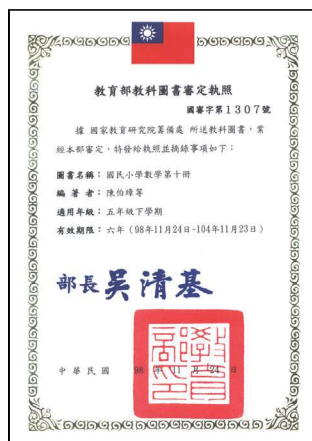 教育部教科圖書審定執照
國審字第1307號
據 國家教育研究院籌備處 所送教科圖書，業
經本部審定，特發給執照並摘錄事項如下：
圖書名稱：國民小學數學第十冊
編著者：陳伯璋等
適用年級：五年級下學期
有效期限：六年（98年11月24日-104年11月23日）
部長 吳清基
中華民國 98 年 11 月 24 日
教育部印